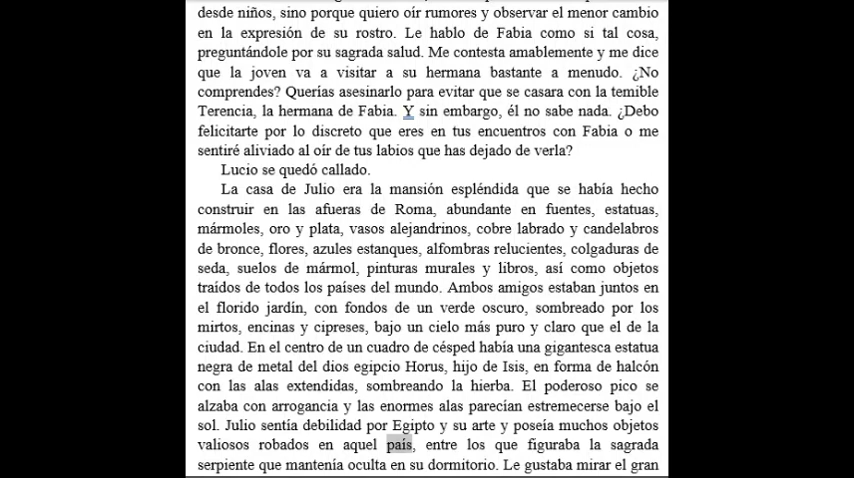 desde niños, sino porque quiero oír rumores y observar el menor cambio
en la expresión de su rostro. Le hablo de Fabia como si tal cosa,
preguntándole por su sagrada salud. Me contesta amablemente y me dice
que la joven va a visitar a su hermana bastante a menudo. ¿No
comprendes? Querías asesinarlo para evitar que se casara con la temible
Terencia, la hermana de Fabia. Y sin embargo, él no sabe nada. ¿Debo
felicitarte por lo discreto que eres en tus encuentros con Fabia o me
sentiré aliviado al oír de tus labios que has dejado de verla?
Lucio se quedó callado.
La casa de Julio era la mansión espléndida que se había hecho
construir en las afueras de Roma, abundante en fuentes, estatuas,
mármoles, oro y plata, vasos alejandrinos, cobre labrado y candelabros
de bronce, flores, azules estanques, alfombras relucientes, colgaduras de
seda, suelos de mármol, pinturas murales y libros, así como objetos
traídos de todos los países del mundo. Ambos amigos estaban juntos en
el florido jardín, con fondos de un verde oscuro, sombreado por los
mirtos, encinas y cipreses, bajo un cielo más puro y claro que el de la
ciudad. En el centro de un cuadro de césped había una gigantesca estatua
negra de metal del dios egipcio Horus, hijo de Isis, en forma de halcón
con las alas extendidas, sombreando la hierba. El poderoso pico se
alzaba con arrogancia y las enormes alas parecían estremecerse bajo el
sol. Julio sentía debilidad por Egipto y su arte y poseía muchos objetos
valiosos robados en aquel país, entre los que figuraba la sagrada
serpiente que mantenía oculta en su dormitorio. Le gustaba mirar el gran